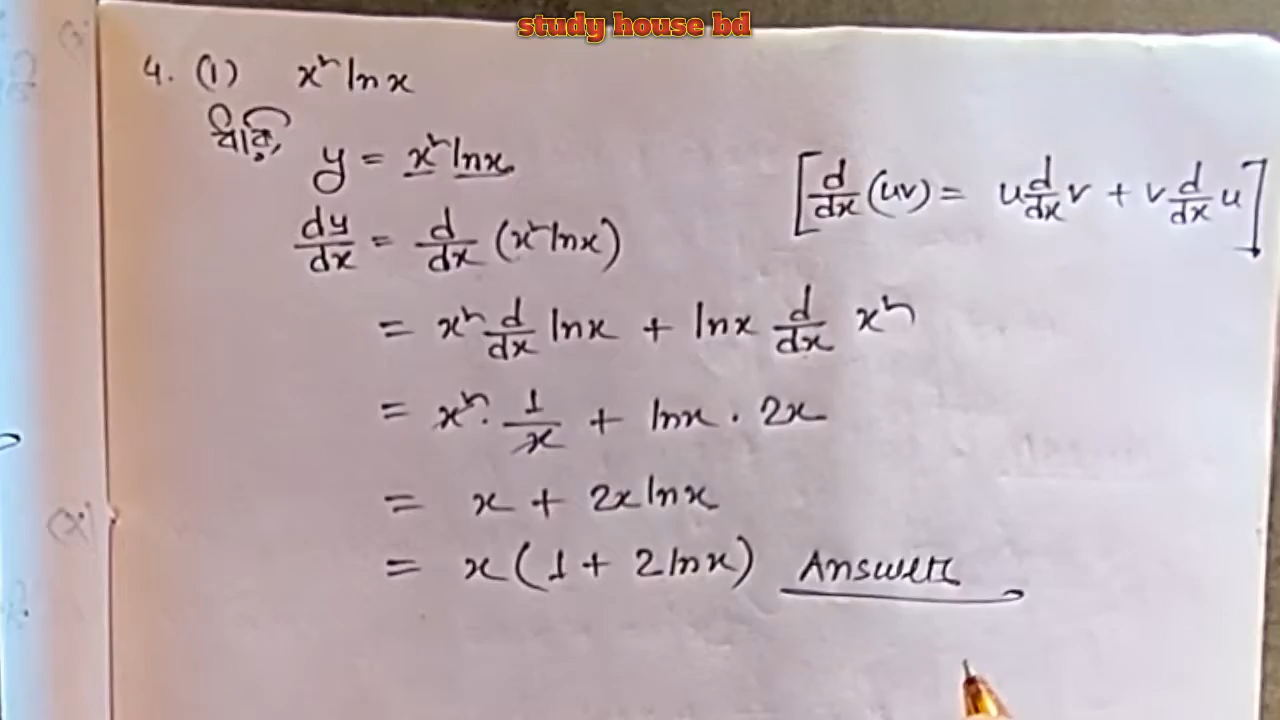 study house bd
4. (1) x² ln x
ধরি,
y = x² ln x
[d/dx (uv) = u d/dx v + v d/dx u]
dy/dx = d/dx (x² ln x)
= x² d/dx ln x + ln x d/dx x²
= x² · 1/x + ln x · 2x
= x + 2x ln x
= x (1 + 2 ln x) Answer